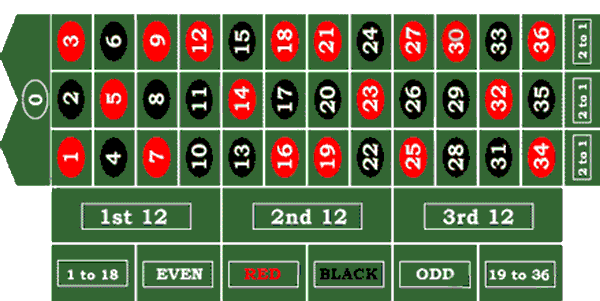 3 6 9 12 15 18 21 24 27 30 33 36 2 to 1
0 2 5 8 11 14 17 20 23 26 29 32 35 2 to 1
1 4 7 10 13 16 19 22 25 28 31 34 2 to 1
1st 12 2nd 12 3rd 12
1 to 18 EVEN RED BLACK ODD 19 to 36